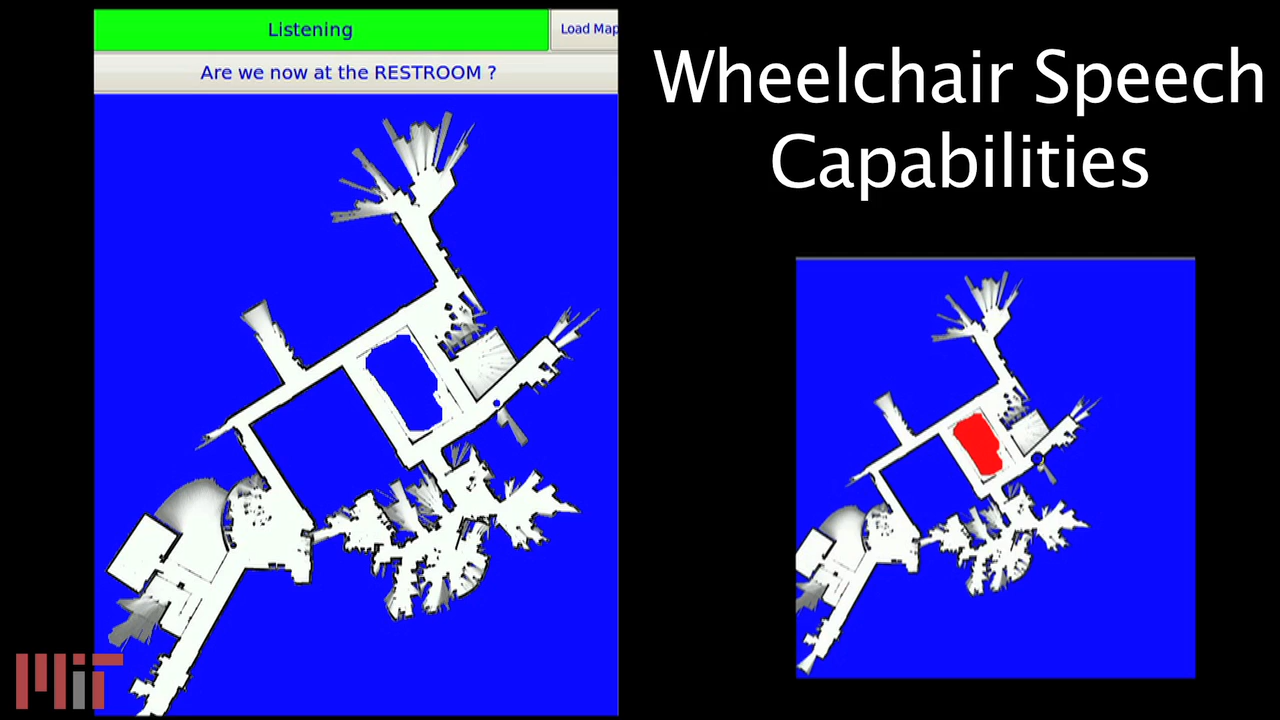 Listening
Load Map
Are we now at the RESTROOM ?
Wheelchair Speech
Capabilities
MIT